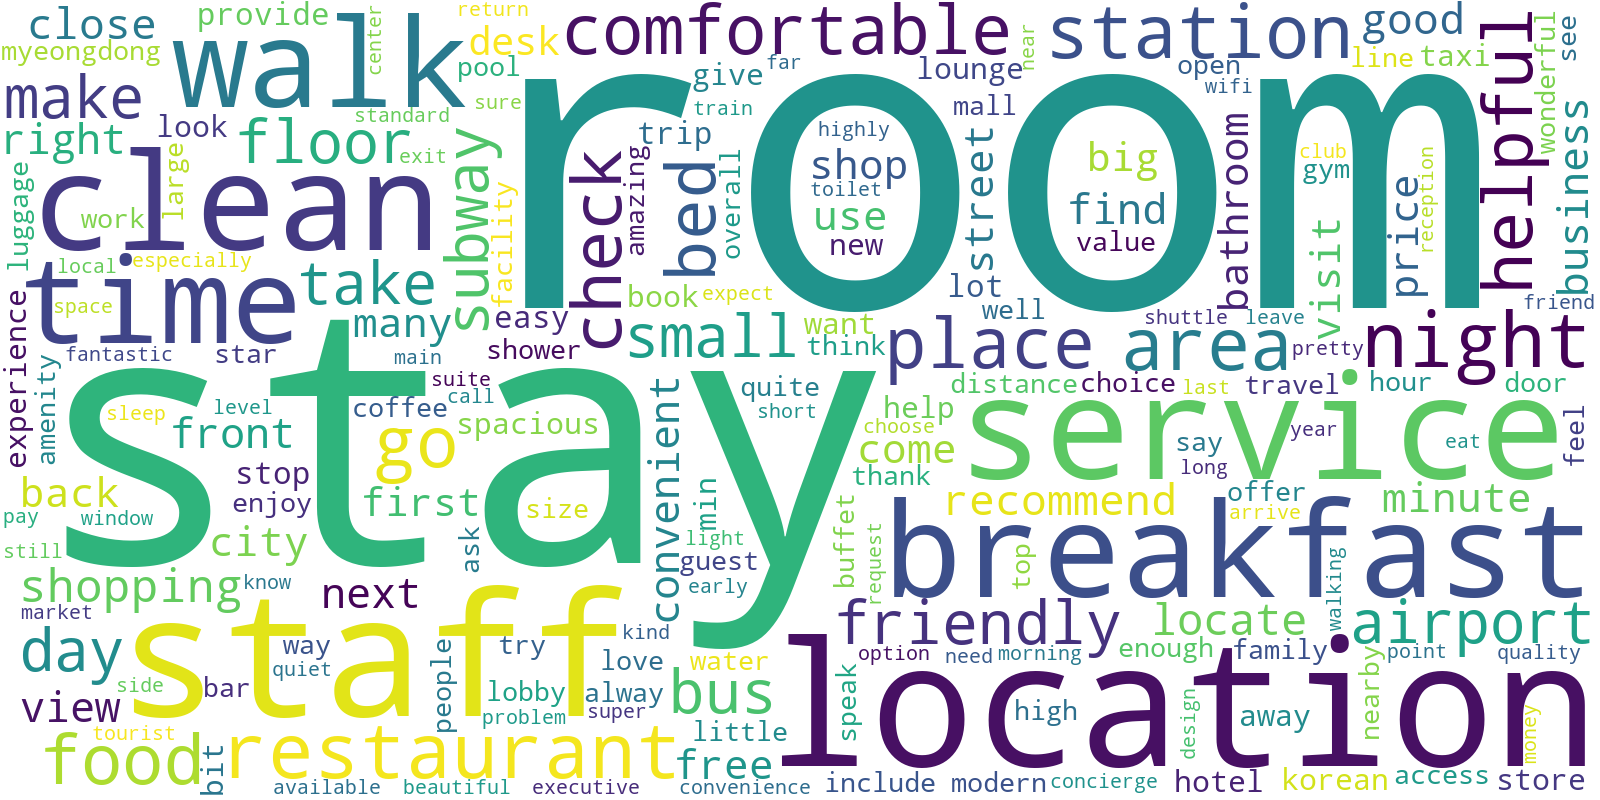 room
stay
location
staff
breakfast
service
clean
time
walk
restaurant
station
comfortable
helpful
night
area
place
friendly
airport
food
small
floor
make
take
subway
check
bed
bus
day
close
provide
return
center
myeongdong
desk
pool
sure
standard
right
look
exit
large
luggage
work
local
especially
space
facility
many
easy
fantastic
star
main
shower
experience
amenity
sleep
level
suite
call
coffee
front
go
spacious
stop
enjoy
first
size
back
window
pay
still
city
ask
min
convenient
shopping
know
next
market
way
quiet
side
bar
view
people
try
kind
love
lobby
alway
problem
super
tourist
bit
available
beautiful
executive
convenience
free
little
water
guest
light
early
good
line
taxi
see
wonderful
near
open
wifi
lounge
far
give
train
mall
trip
amazing
overall
highly
shop
toilet
use
new
big
find
value
street
lot
well
book
expect
want
think
bathroom
club
gym
price
reception
business
visit
friend
shuttle
leave
pretty
distance
choice
last
travel
hour
door
quite
short
help
choose
come
thank
say
year
long
eat
feel
recommend
offer
arrive
minute
buffet
request
top
walking
locate
enough
family
option
need
morning
nearby
point
quality
speak
high
away
design
money
include
modern
concierge
hotel
korean
access
store